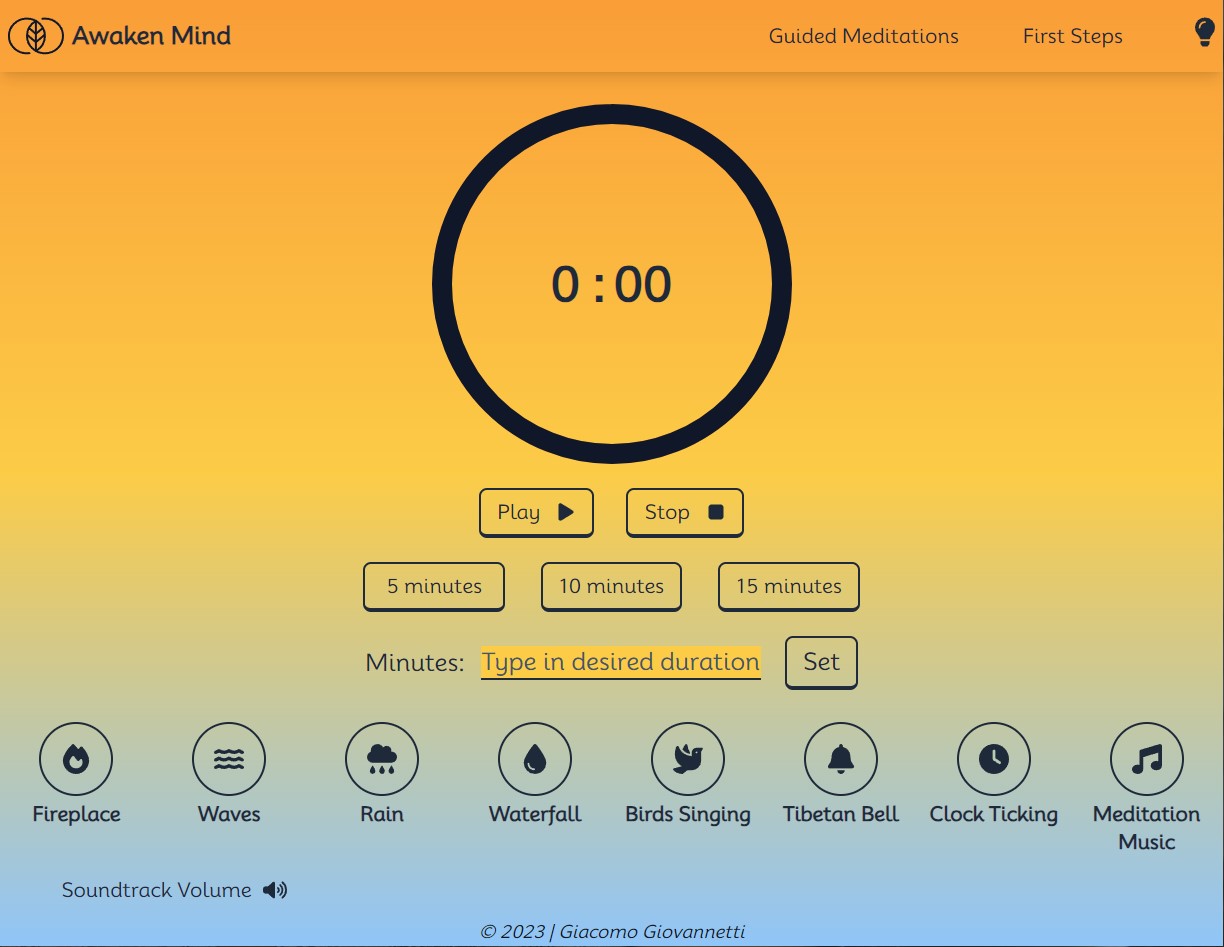 Awaken Mind
Guided Meditations
First Steps
0 : 00
Play
Stop
5 minutes
10 minutes
15 minutes
Minutes:
Type in desired duration
Set
Fireplace
Waves
Rain
Waterfall
Birds Singing
Tibetan Bell
Clock Ticking
Meditation
Music
Soundtrack Volume
© 2023 | Giacomo Giovannetti